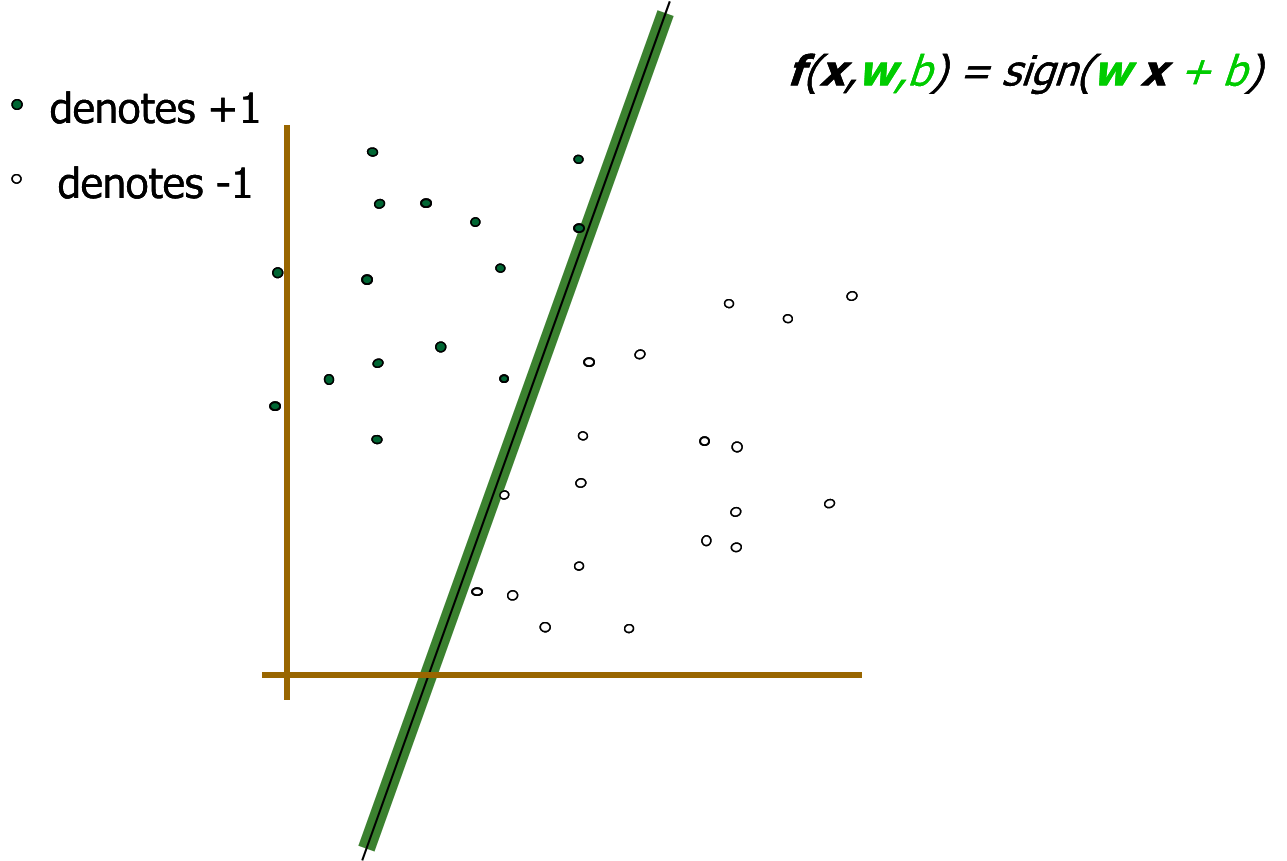 f(x,w,b) = sign(w x + b)
denotes +1
denotes -1